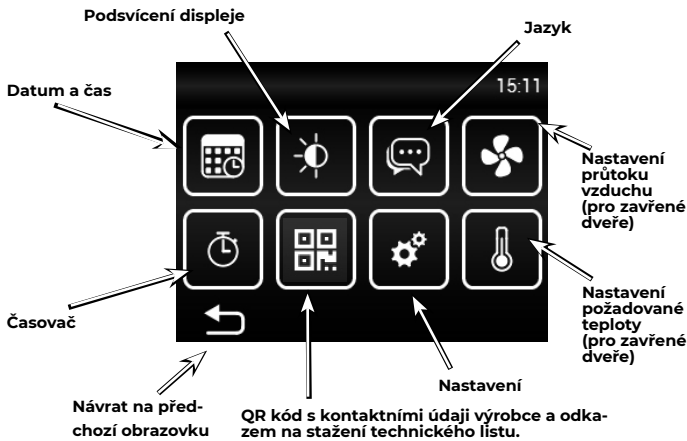 Podsvícení displeje
Jazyk
Datum a čas
15:11
Nastavení
průtoku
vzduchu
(pro zavřené
dveře)
Časovač
Nastavení
požadované
teploty
(pro zavřené
dveře)
Nastavení
Návrat na před-
chozí obrazovku
QR kód s kontaktními údaji výrobce a odka-
zem na stažení technického listu.